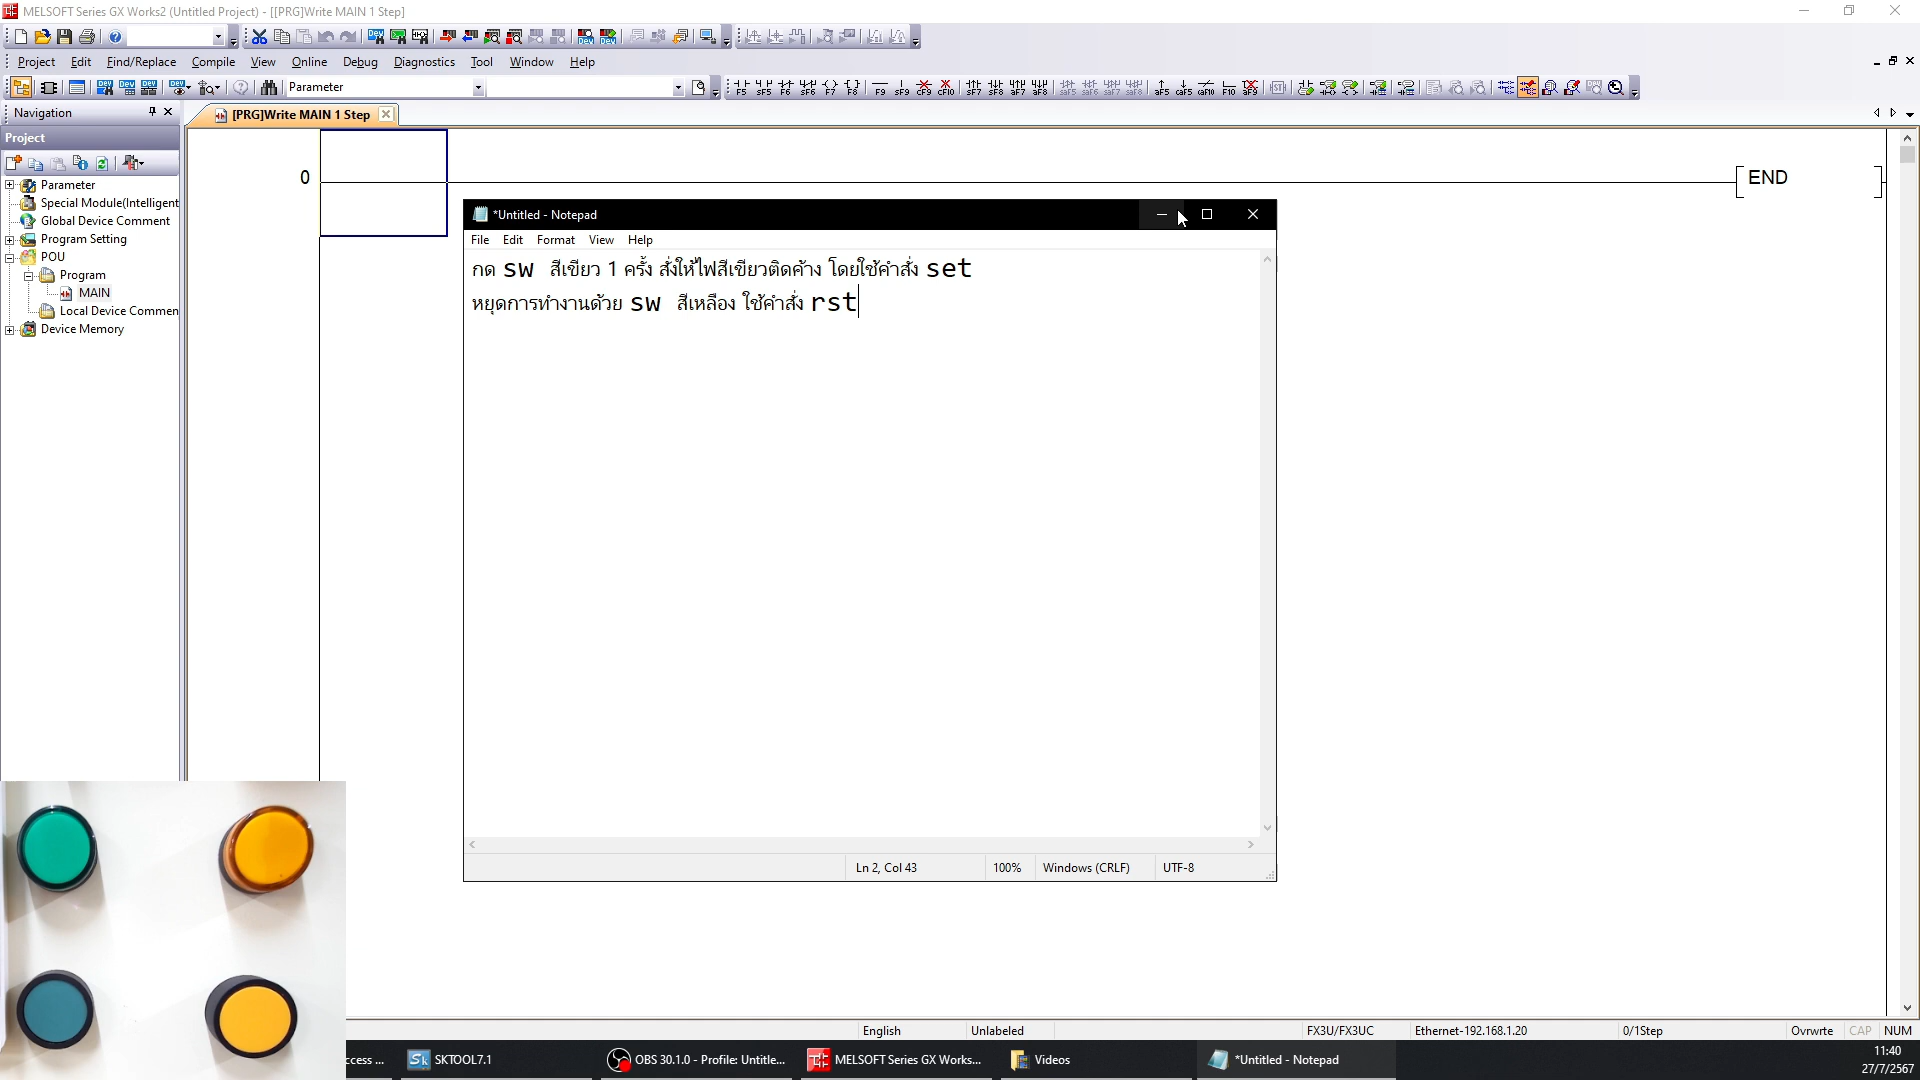 MELSOFT Series GX Works2 (Untitled Project) - [[PRG]Write MAIN 1 Step]
Project Edit Find/Replace Compile View Online Debug Diagnostics Tool Window Help
Parameter
Navigation
[PRG]Write MAIN 1 Step
Project
Parameter
Special Module(Intelligent
Global Device Comment
Program Setting
POU
Program
MAIN
Local Device Commen
Device Memory
0
END
*Untitled - Notepad
File Edit Format View Help
กด sw สีเขียว 1 ครั้ง สั่งให้ไฟสีเขียวติดค้าง โดยใช้คำสั่ง set
หยุดการทำงานด้วย sw สีเหลือง ใช้คำสั่ง rst
Ln 2, Col 43 100% Windows (CRLF) UTF-8
English Unlabeled FX3U/FX3UC Ethernet-192.168.1.20 0/1Step Ovrwrte CAP NUM
ccess ... SKTOOL7.1 OBS 30.1.0 - Profile: Untitle... MELSOFT Series GX Works... Videos *Untitled - Notepad
11:40
27/7/2567